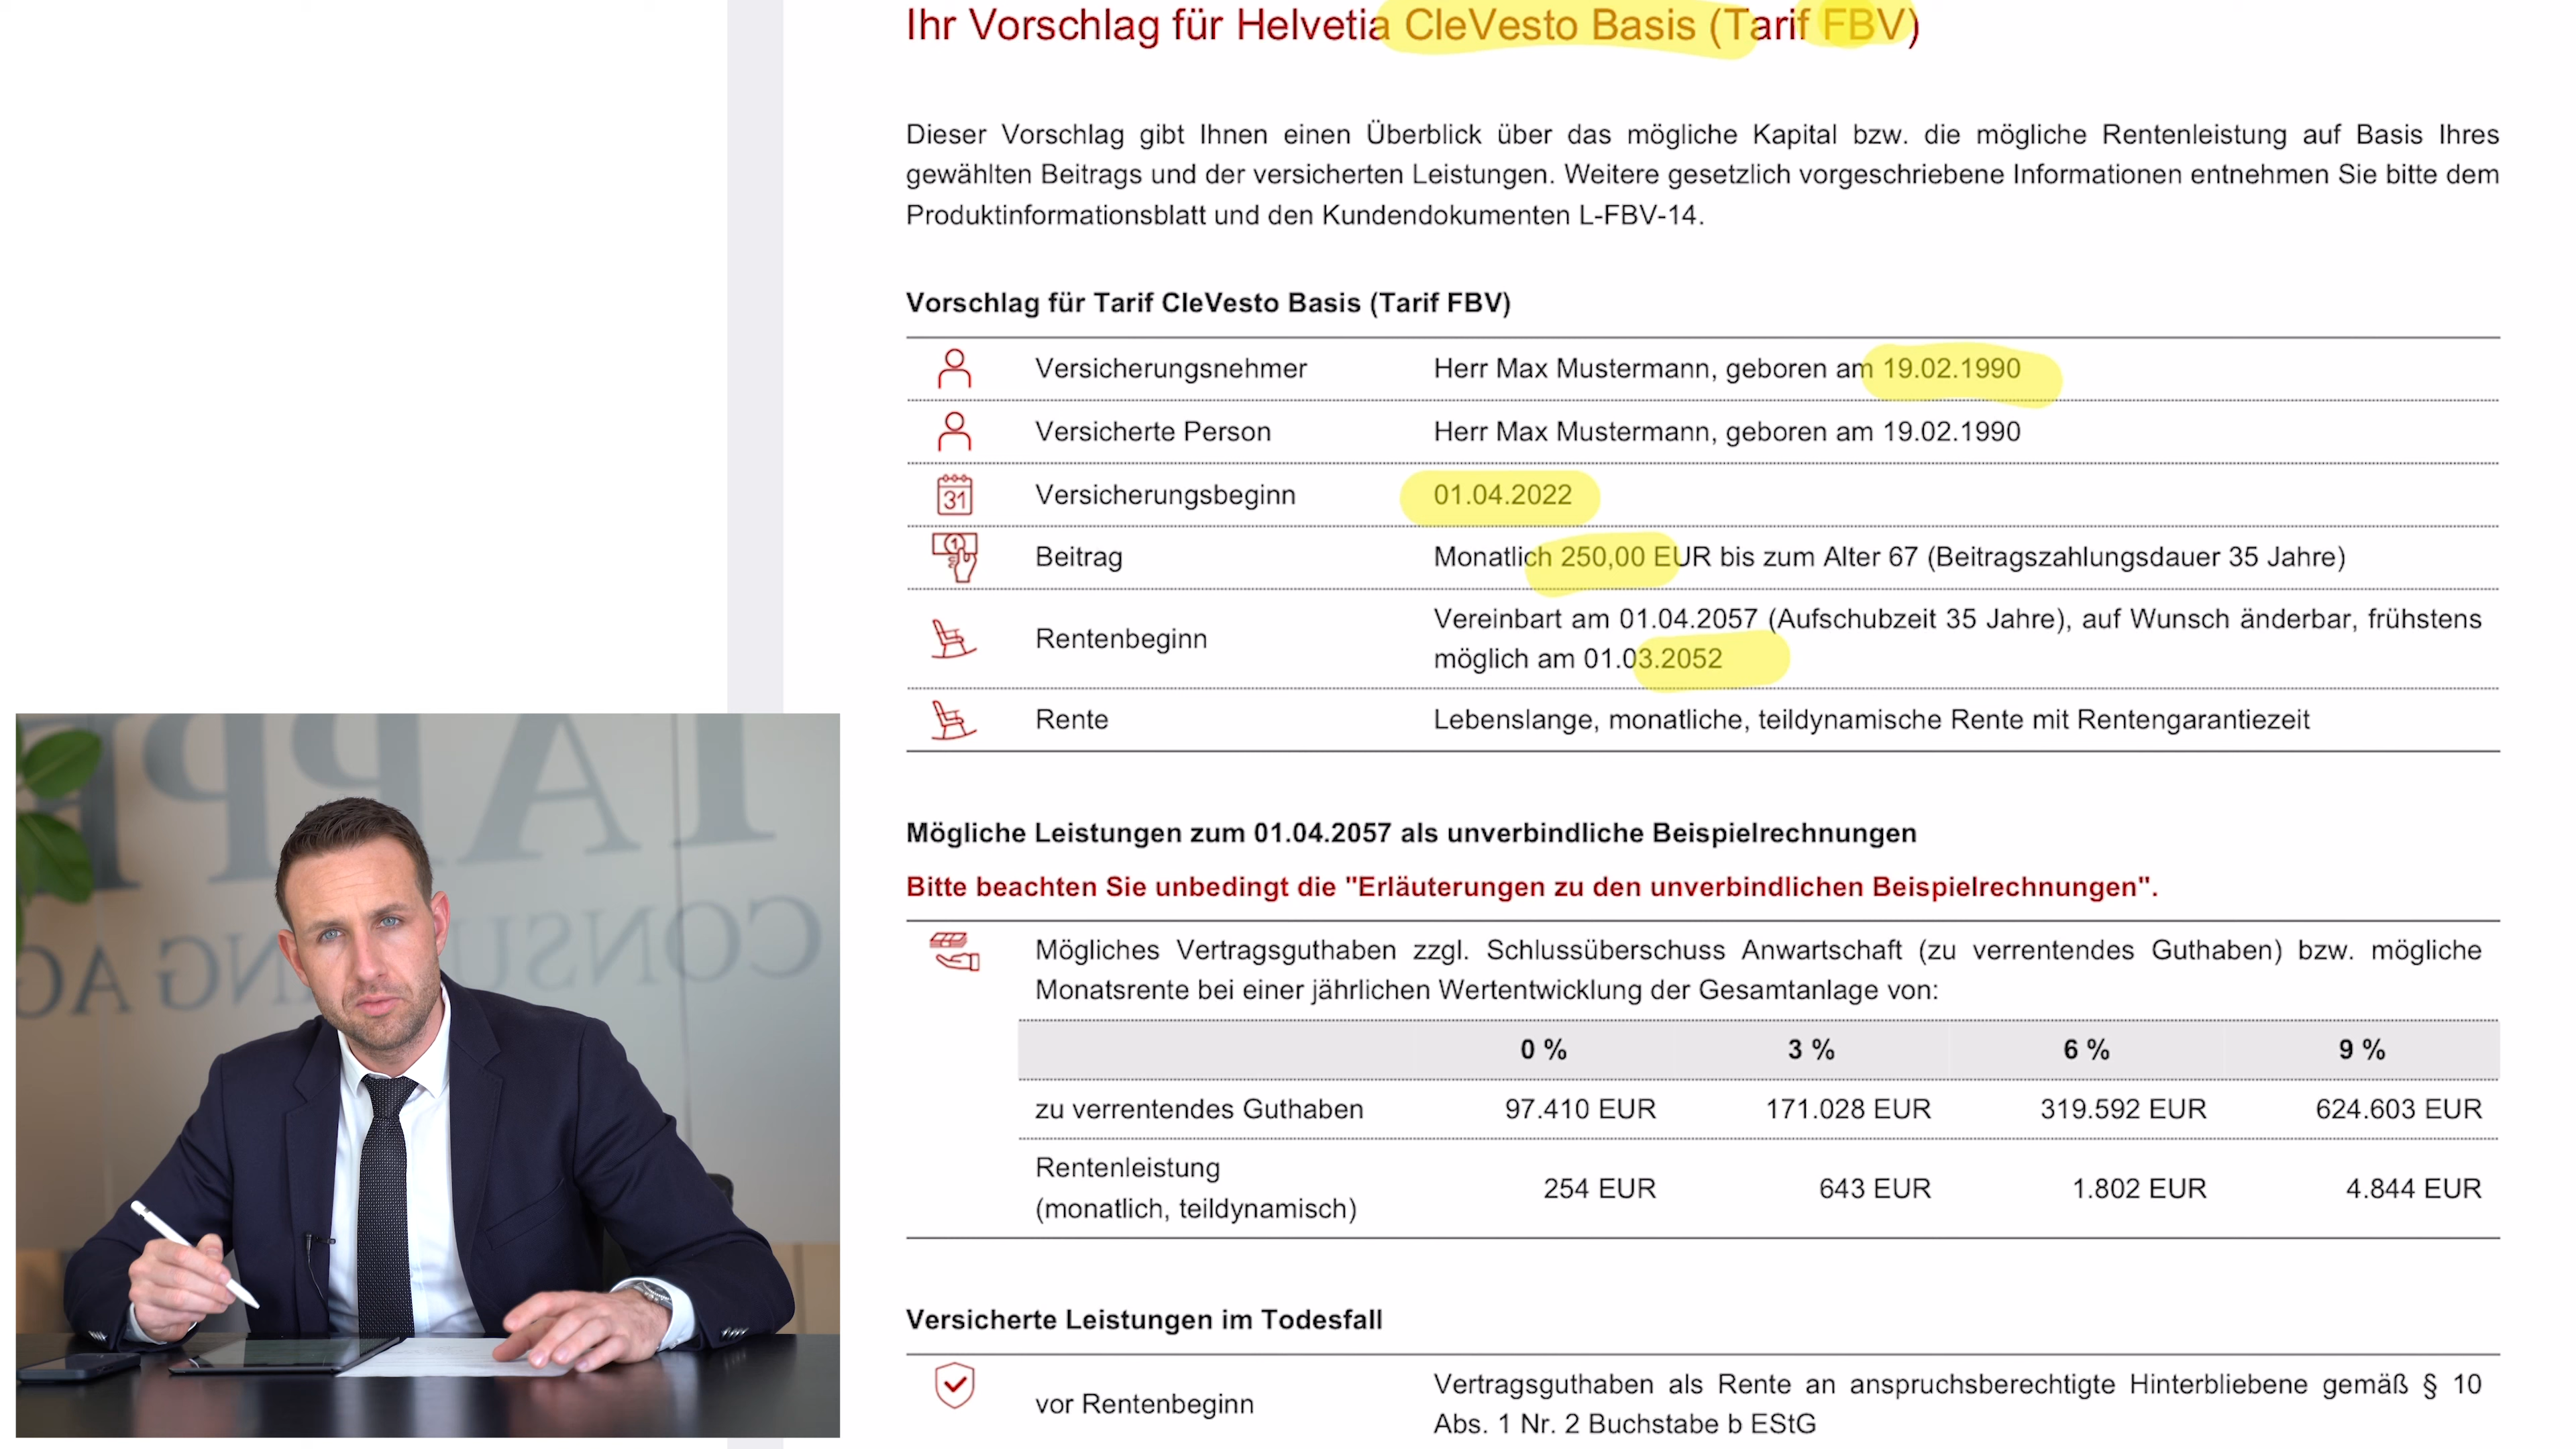 Ihr Vorschlag für Helvetia CleVesto Basis (Tarif FBV)
Dieser Vorschlag gibt Ihnen einen Überblick über das mögliche Kapital bzw. die mögliche Rentenleistung auf Basis Ihres
gewählten Beitrags und der versicherten Leistungen. Weitere gesetzlich vorgeschriebene Informationen entnehmen Sie bitte dem
Produktinformationsblatt und den Kundendokumenten L-FBV-14.
Vorschlag für Tarif CleVesto Basis (Tarif FBV)
Versicherungsnehmer Herr Max Mustermann, geboren am 19.02.1990
Versicherte Person Herr Max Mustermann, geboren am 19.02.1990
31 Versicherungsbeginn 01.04.2022
1 Beitrag Monatlich 250,00 EUR bis zum Alter 67 (Beitragszahlungsdauer 35 Jahre)
Rentenbeginn Vereinbart am 01.04.2057 (Aufschubzeit 35 Jahre), auf Wunsch änderbar, frühstens
möglich am 01.03.2052
Rente Lebenslange, monatliche, teildynamische Rente mit Rentengarantiezeit
Mögliche Leistungen zum 01.04.2057 als unverbindliche Beispielrechnungen
Bitte beachten Sie unbedingt die "Erläuterungen zu den unverbindlichen Beispielrechnungen".
Mögliches Vertragsguthaben zzgl. Schlussüberschuss Anwartschaft (zu verrentendes Guthaben) bzw. mögliche
Monatsrente bei einer jährlichen Wertentwicklung der Gesamtanlage von:
0 % 3 % 6 % 9 %
zu verrentendes Guthaben 97.410 EUR 171.028 EUR 319.592 EUR 624.603 EUR
Rentenleistung
(monatlich, teildynamisch) 254 EUR 643 EUR 1.802 EUR 4.844 EUR
Versicherte Leistungen im Todesfall
vor Rentenbeginn Vertragsguthaben als Rente an anspruchsberechtigte Hinterbliebene gemäß § 10
Abs. 1 Nr. 2 Buchstabe b EStG